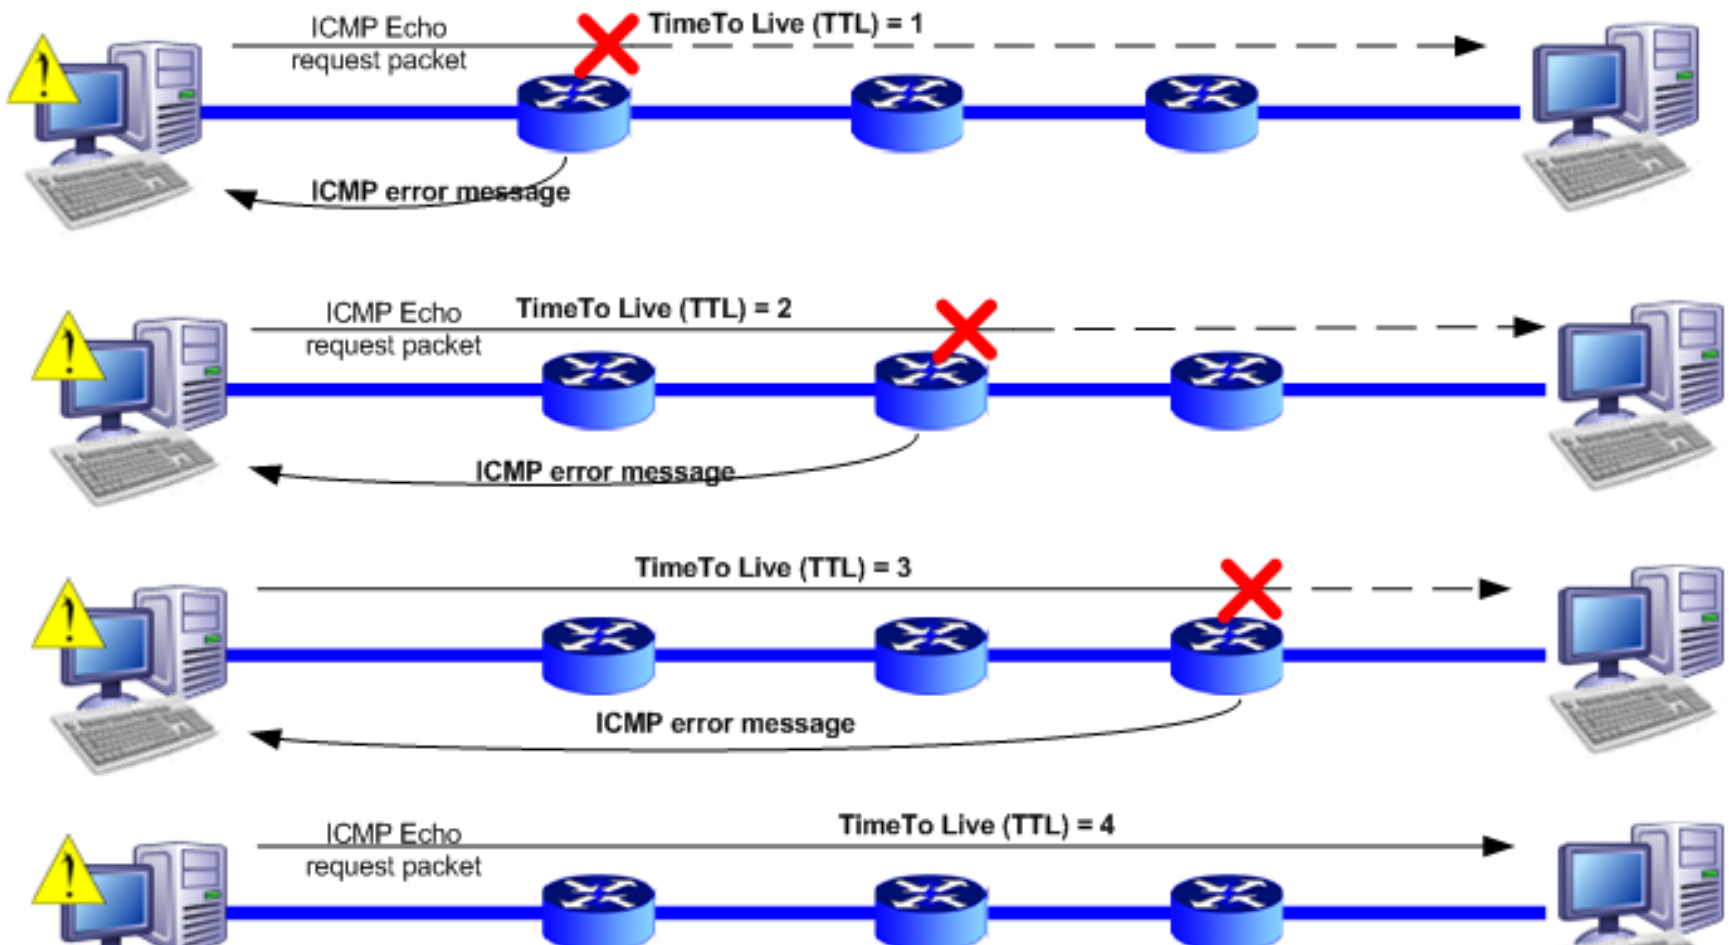 ICMP Echo
request packet
TimeTo Live (TTL) = 1
ICMP error message
ICMP Echo
request packet
TimeTo Live (TTL) = 2
ICMP error message
TimeTo Live (TTL) = 3
ICMP error message
ICMP Echo
request packet
TimeTo Live (TTL) = 4